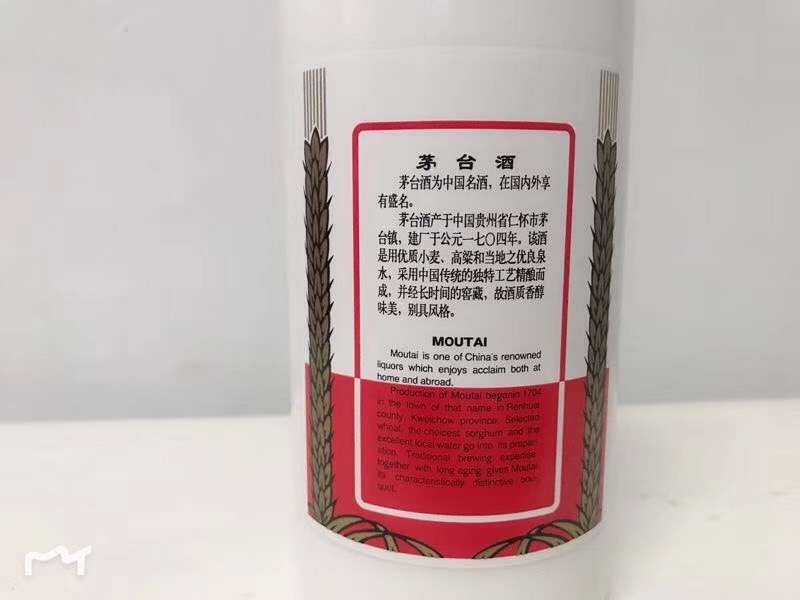 茅台酒
茅台酒为中国名酒，在国内外享
有盛名。
茅台酒产于中国贵州省仁怀市茅
台镇，建厂于公元一七〇四年。该酒
是用优质小麦、高粱和当地之优良泉
水，采用中国传统的独特工艺精酿而
成，并经长时间的窖藏，故酒质香醇
味美，别具风格。
MOUTAI
Moutai is one of China's renowned
liquors which enjoys acclaim both at
home and abroad.
Production of Moutai beganin 1704
in the town of that name in Renhuai
county, Kweichow province. Selected
wheat, the choicest sorghum and the
excellent local water go into. Its prepar-
ation. Traditional brewing expertise
together with long aging gives Moutai
its characteristically distinctive bou-
quet.